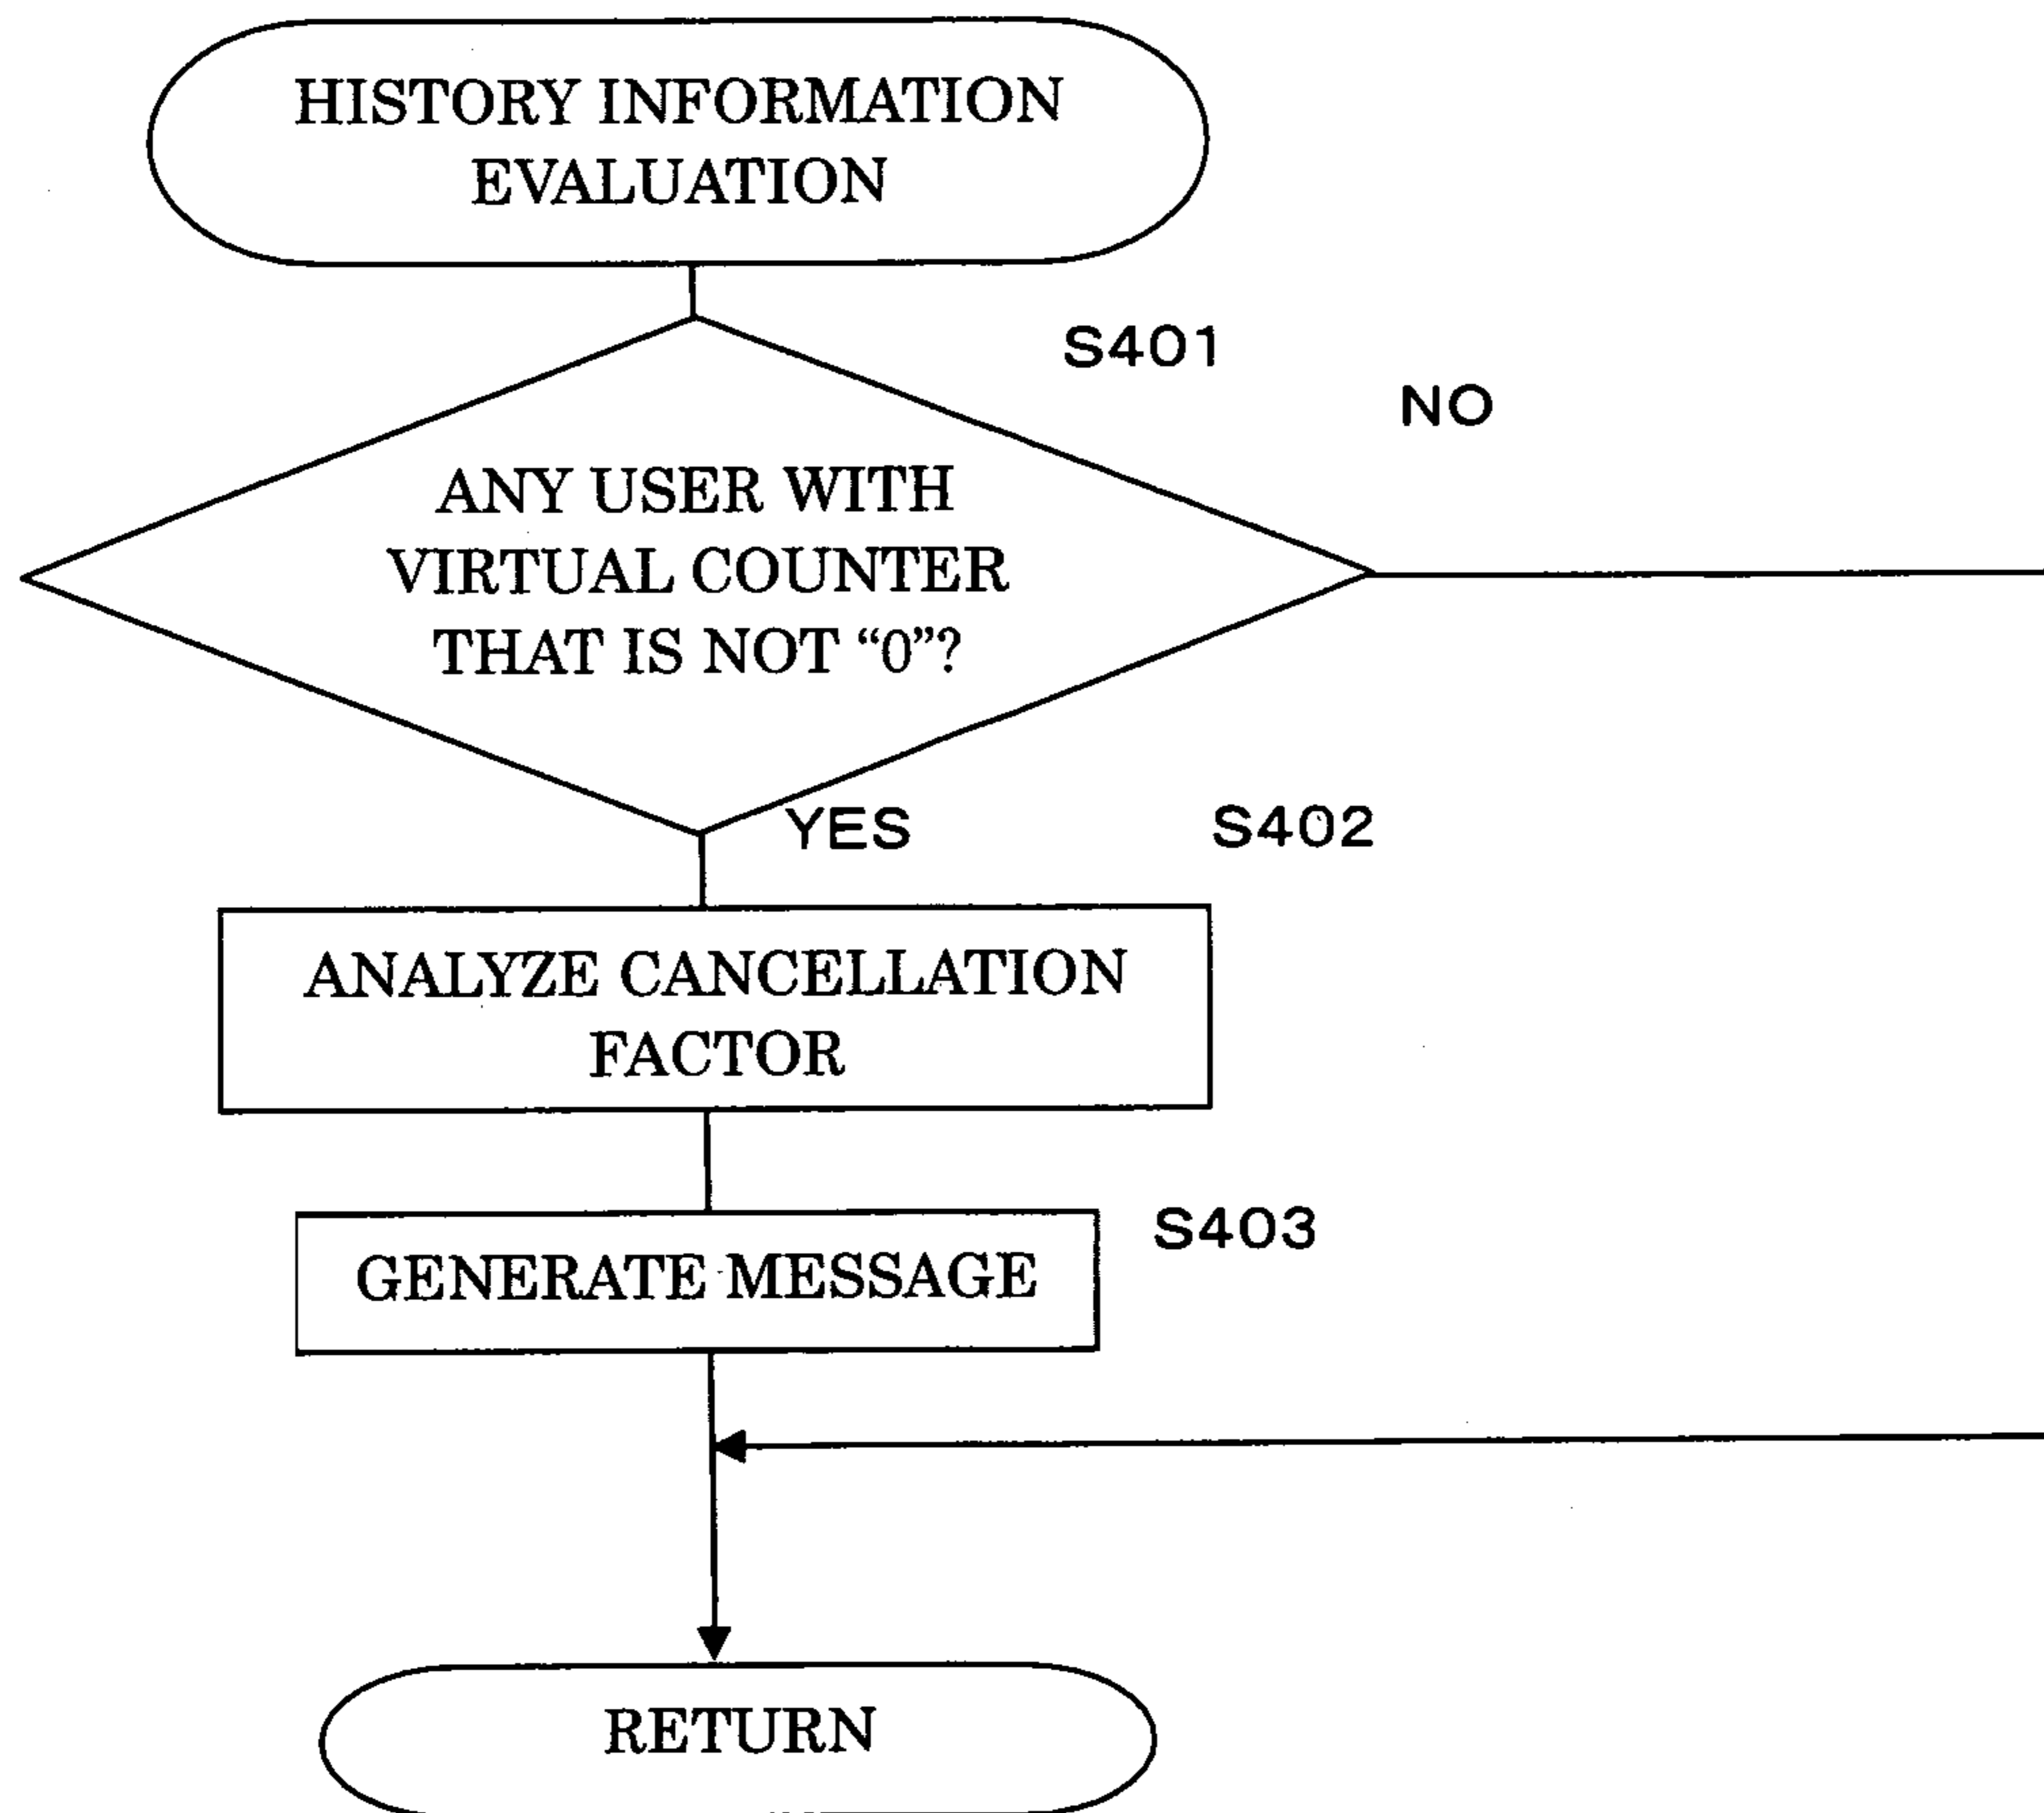 HISTORY INFORMATION
EVALUATION
S401
NO
ANY USER WITH
VIRTUAL COUNTER
THAT IS NOT “0”?
YES
S402
ANALYZE CANCELLATION
FACTOR
S403
GENERATE MESSAGE
RETURN